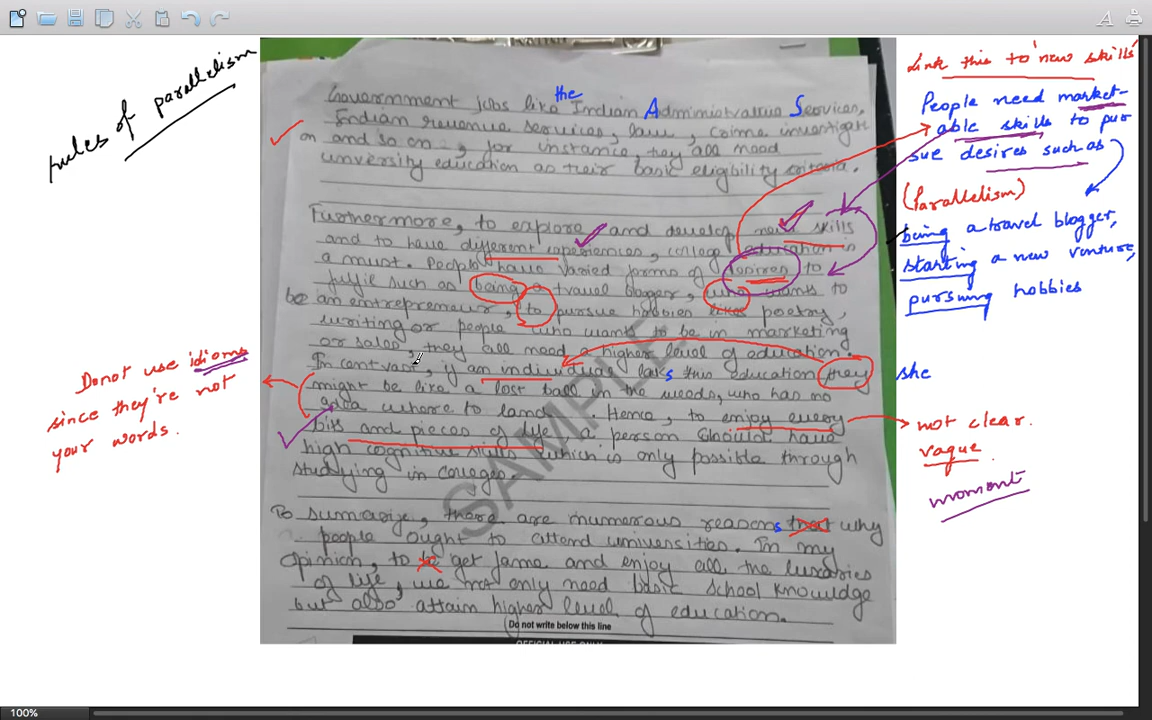 rules of parallelism
Government jobs like the Indian Administrative Services,
Indian revenue services, law, crime investigati
on and so on , for instance, they all need
university education as their basic eligibility criteria.
Furthermore, to explore and develop new skills
and to have different experiences, college education is
a must. People have varied forms of desires to
fulfil such as being a travel blogger, who wants to
be an entrepreneur, to pursue hobbies likes poetry,
writing or people who wants to be in marketing
or sales, they all need a higher level of education.
In contrast, if an individual laks this education they
might be like a lost ball in the weeds, who has no
where to land . Hence, to enjoy every
bits and pieces of life a person should have
high cognitive skills which is only possible through
studying in colleges.
To summarize, there are numerous reasons that why
people ought to attend universities. In my
opinion, to be get fame and enjoy all the luxuries
of life, we not only need basic school knowledge
but also attain higher level of education.
Do not write below this line
SAMPLE
Link this to 'new skills'
People need market-
able skills to pur
sue desires such as
(Parallelism)
being a travel blogger,
starting a new venture,
pursuing hobbies
she
not clear.
vague
moment
Do not use idioms
since they're not
your words.
100%